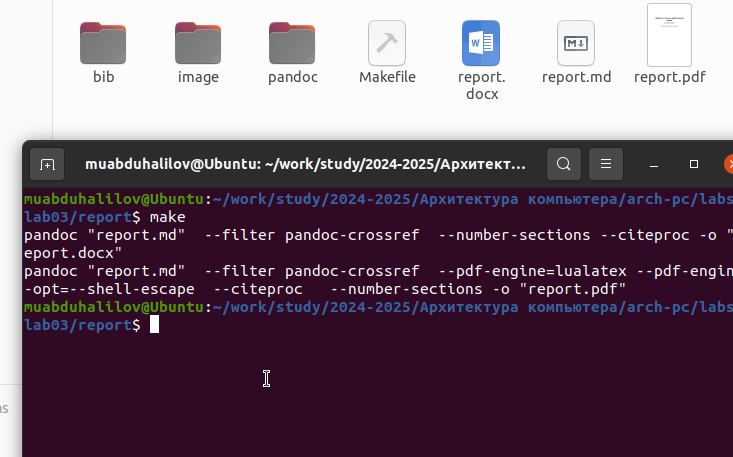 bib
image
pandoc
Makefile
report.
docx
report.md
report.pdf
muabduhalilov@Ubuntu: ~/work/study/2024-2025/Архитект...
muabduhalilov@Ubuntu:~/work/study/2024-2025/Архитектура компьютера/arch-pc/labs
lab03/report$ make
pandoc "report.md"  --filter pandoc-crossref  --number-sections --citeproc -o "
eport.docx"
pandoc "report.md"  --filter pandoc-crossref  --pdf-engine=lualatex --pdf-engin
-opt=--shell-escape  --citeproc   --number-sections -o "report.pdf"
muabduhalilov@Ubuntu:~/work/study/2024-2025/Архитектура компьютера/arch-pc/labs
lab03/report$